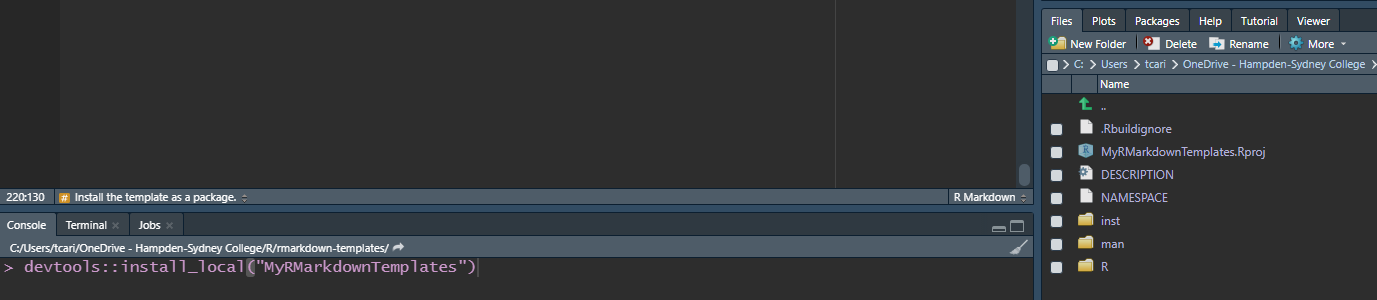 Files Plots Packages Help Tutorial Viewer
New Folder Delete Rename More
C: Users tcari OneDrive - Hampden-Sydney College
Name
..
.Rbuildignore
MyRMarkdownTemplates.Rproj
DESCRIPTION
NAMESPACE
inst
man
R
220:130 # Install the template as a package. R Markdown
Console Terminal Jobs
C:/Users/tcari/OneDrive - Hampden-Sydney College/R/rmarkdown-templates/
> devtools::install_local("MyRMarkdownTemplates")